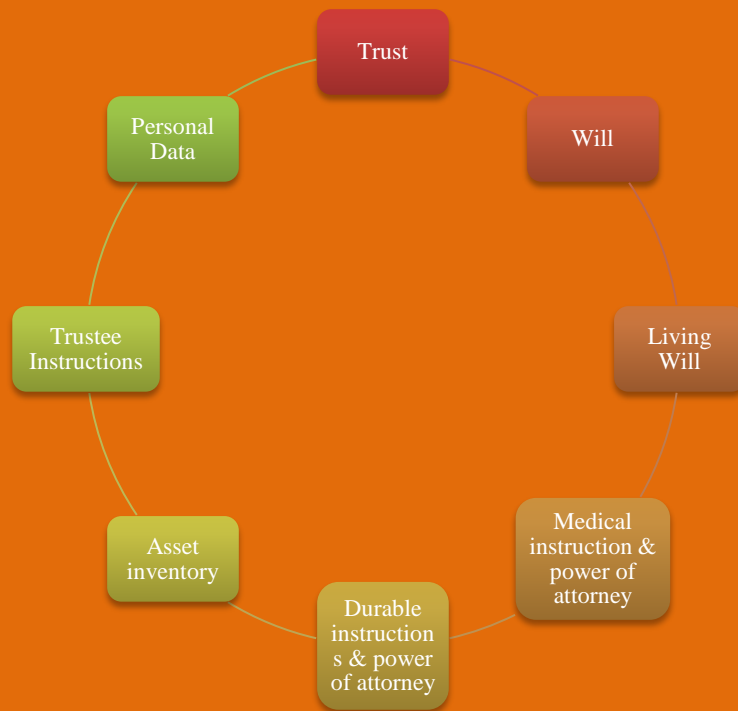 Trust
Will
Living
Will
Medical
instruction &
power of
attorney
Durable
instruction
s & power
of attorney
Asset
inventory
Trustee
Instructions
Personal
Data